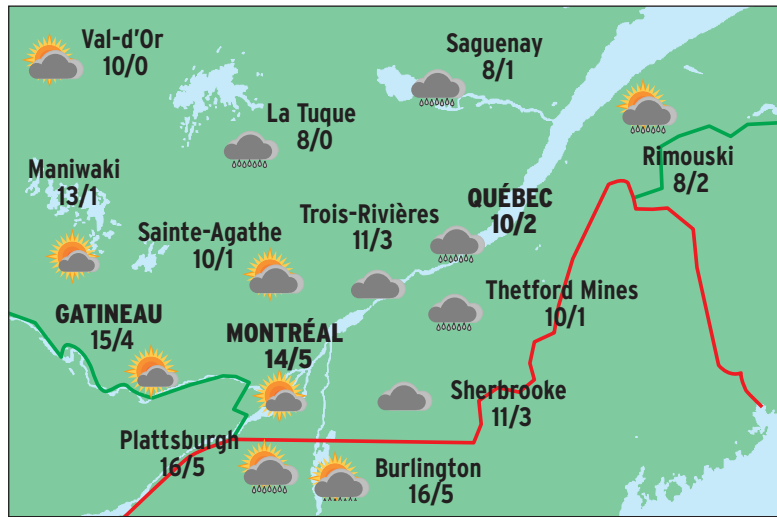 Val-d'Or
10/0
Saguenay
8/1
La Tuque
8/0
Rimouski
8/2
Maniwaki
13/1
Sainte-Agathe
10/1
Trois-Rivières
11/3
QUÉBEC
10/2
Thetford Mines
10/1
GATINEAU
15/4
MONTRÉAL
14/5
Sherbrooke
11/3
Plattsburgh
16/5
Burlington
16/5